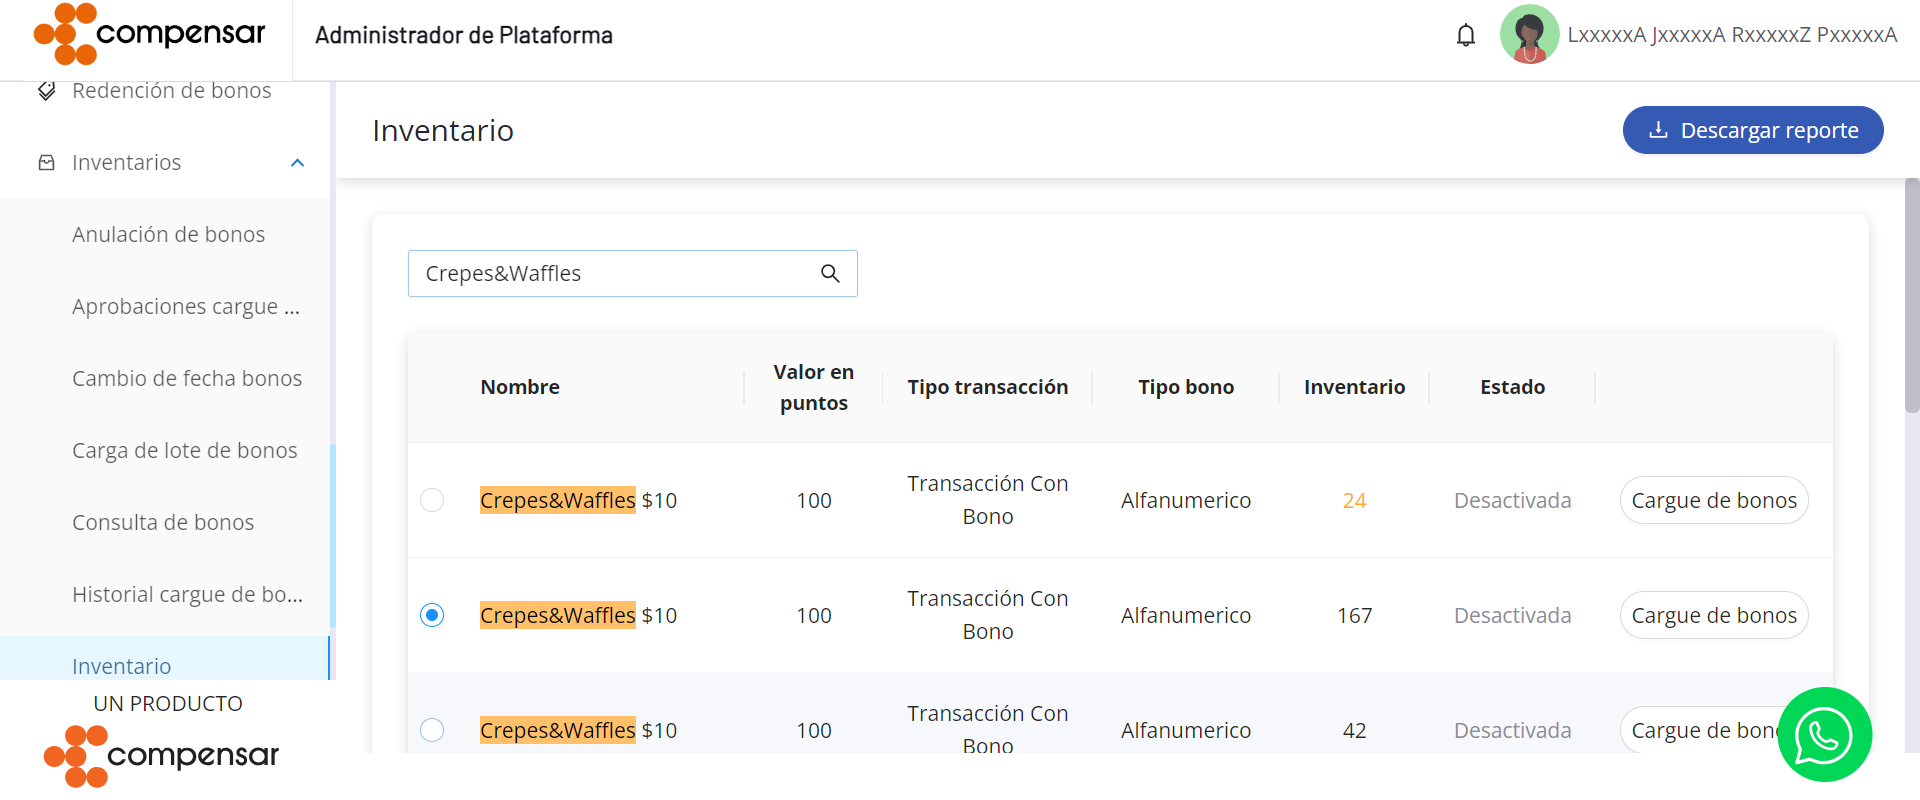 compensar
Administrador de Plataforma
LxxxxxA JxxxxxA RxxxxxZ PxxxxxA
Redención de bonos
Inventarios
Anulación de bonos
Aprobaciones cargue ...
Cambio de fecha bonos
Carga de lote de bonos
Consulta de bonos
Historial cargue de bo...
Inventario
UN PRODUCTO
compensar
Inventario
Descargar reporte
Crepes&Waffles
Nombre
Valor en
puntos
Tipo transacción
Tipo bono
Inventario
Estado
Crepes&Waffles $10
100
Transacción Con
Bono
Alfanumerico
24
Desactivada
Cargue de bonos
Crepes&Waffles $10
100
Transacción Con
Bono
Alfanumerico
167
Desactivada
Cargue de bonos
Crepes&Waffles $10
100
Transacción Con
Bono
Alfanumerico
42
Desactivada
Cargue de bon